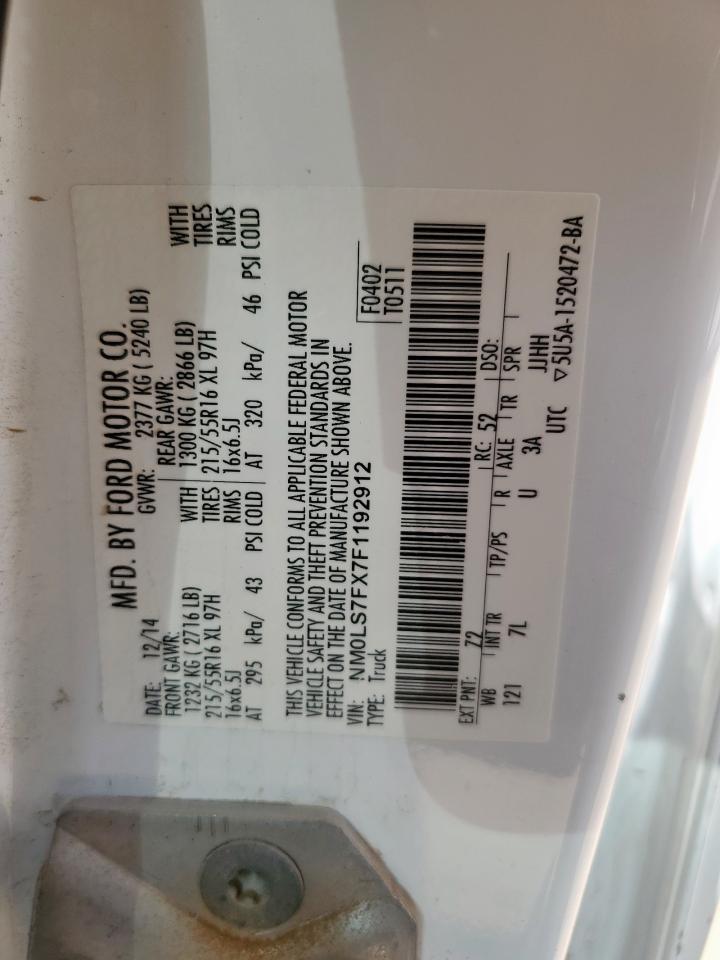 MFD. BY FORD MOTOR CO.
DATE: 12/14 GVWR: 2377 KG ( 5240 LB)
FRONT GAWR: REAR GAWR:
1232 KG ( 2716 LB) WITH 1300 KG ( 2866 LB) WITH
215/55R16 XL 97H TIRES 215/55R16 XL 97H TIRES
16x6.5J RIMS 16x6.5J RIMS
AT 295 kPa/ 43 PSI COLD AT 320 kPa/ 46 PSI COLD
THIS VEHICLE CONFORMS TO ALL APPLICABLE FEDERAL MOTOR
VEHICLE SAFETY AND THEFT PREVENTION STANDARDS IN
EFFECT ON THE DATE OF MANUFACTURE SHOWN ABOVE.
VIN: NM0LS7FX7F1192912 F0402
TYPE: Truck T0511
EXT PNT: Z2 RC: 52 DSO:
WB INT TR TP/PS R AXLE TR SPR
121 7L U 3A JJHH
UTC ▽5U5A-1520472-BA